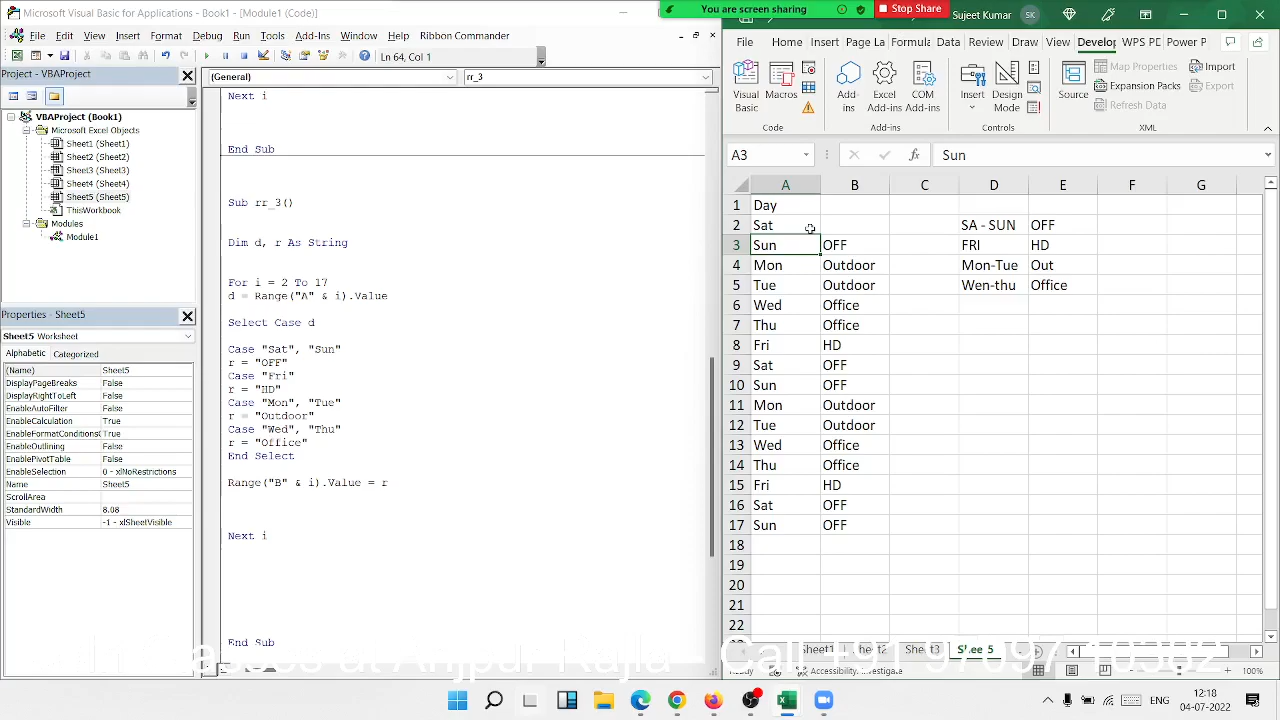 Microsoft Visual Basic for Applications - Book1 - [Module1 (Code)]
You are screen sharing
Stop Share
Sujeet Kumar
SK
File Edit View Insert Format Debug Run Tools Add-Ins Window Help Ribbon Commander
Ln 64, Col 1
File Home Insert Draw Page La Formula Data Review View Develo WPS PC Power P
Project - VBAProject
(General)
rr_3
VBAProject (Book1)
Microsoft Excel Objects
Sheet1 (Sheet1)
Sheet2 (Sheet2)
Sheet3 (Sheet3)
Sheet4 (Sheet4)
Sheet5 (Sheet5)
ThisWorkbook
Modules
Module1
Properties - Sheet5
Sheet5 Worksheet
Alphabetic Categorized
(Name) Sheet5
DisplayPageBreaks False
DisplayRightToLeft False
EnableAutoFilter False
EnableCalculation True
EnableFormatConditions True
EnableOutlining False
EnablePivotTable False
EnableSelection 0 - xlNoRestrictions
Name Sheet5
ScrollArea
StandardWidth 8.08
Visible -1 - xlSheetVisible
Next i
End Sub
Sub rr_3()
Dim d, r As String
For i = 2 To 17
d = Range("A" & i).Value
Select Case d
Case "Sat", "Sun"
r = "OFF"
Case "Fri"
r = "HD"
Case "Mon", "Tue"
r = "Outdoor"
Case "Wed", "Thu"
r = "Office"
End Select
Range("B" & i).Value = r
Next i
End Sub
Visual Basic
Macros
Code
Add-ins
Excel Add-ins
COM Add-ins
Add-ins
Insert
Design Mode
Controls
Source
Map Properties
Expansion Packs
Refresh Data
Import
Export
XML
A3
Sun
A B C D E F G
1 Day
2 Sat SA - SUN OFF
3 Sun OFF FRI HD
4 Mon Outdoor Mon-Tue Out
5 Tue Outdoor Wen-thu Office
6 Wed Office
7 Thu Office
8 Fri HD
9 Sat OFF
10 Sun OFF
11 Mon Outdoor
12 Tue Outdoor
13 Wed Office
14 Thu Office
15 Fri HD
16 Sat OFF
17 Sun OFF
18
19
20
21
22
Sheet3
Accessibility: Investigate
100%
ENG
12:18
04-07-2022